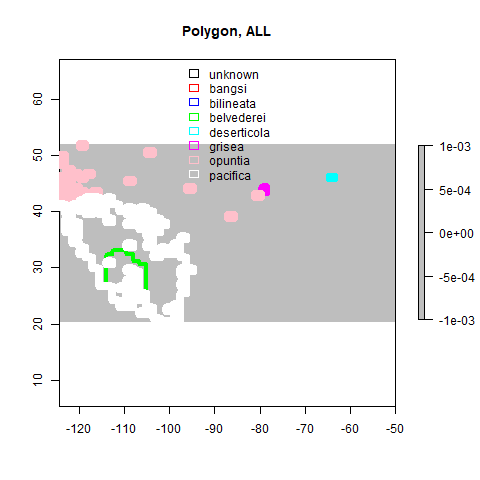 Polygon, ALL
unknown
bangsi
bilineata
belvederei
deserticola
grisea
opuntia
pacifica
60
50
40
30
20
10
-120 -110 -100 -90 -80 -70 -60 -50
1e-03
5e-04
0e+00
-5e-04
-1e-03